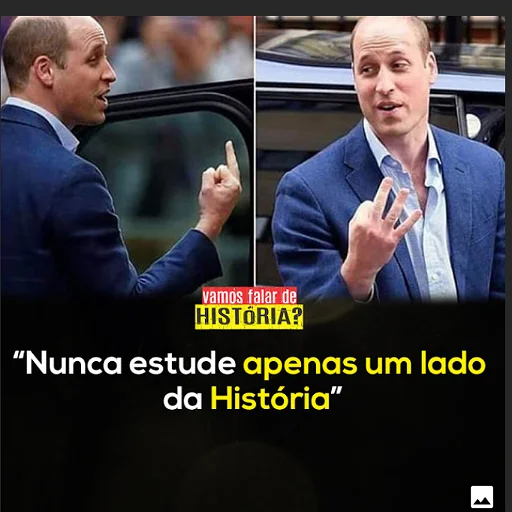 vamos falar de
HISTÓRIA?
“Nunca estude apenas um lado
da História”